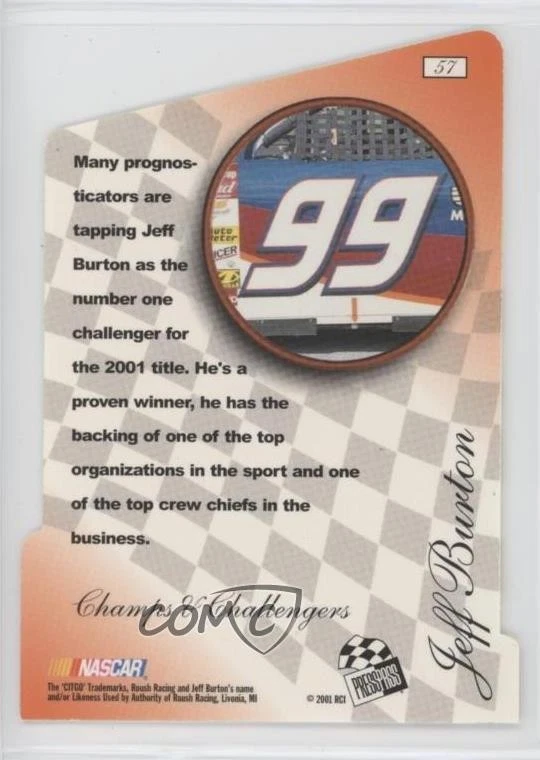 57
99
Many prognos-
ticators are
tapping Jeff
Burton as the
number one
challenger for
the 2001 title. He's a
proven winner, he has the
backing of one of the top
organizations in the sport and one
of the top crew chiefs in the
business.
Jeff Burton
Champs & Challengers
COMC
NASCAR
PRESS PASS
The 'CITGO' Trademarks, Roush Racing and Jeff Burton's name
and/or Likeness Used by Authority of Roush Racing, Livonia, MI
© 2001 RCI